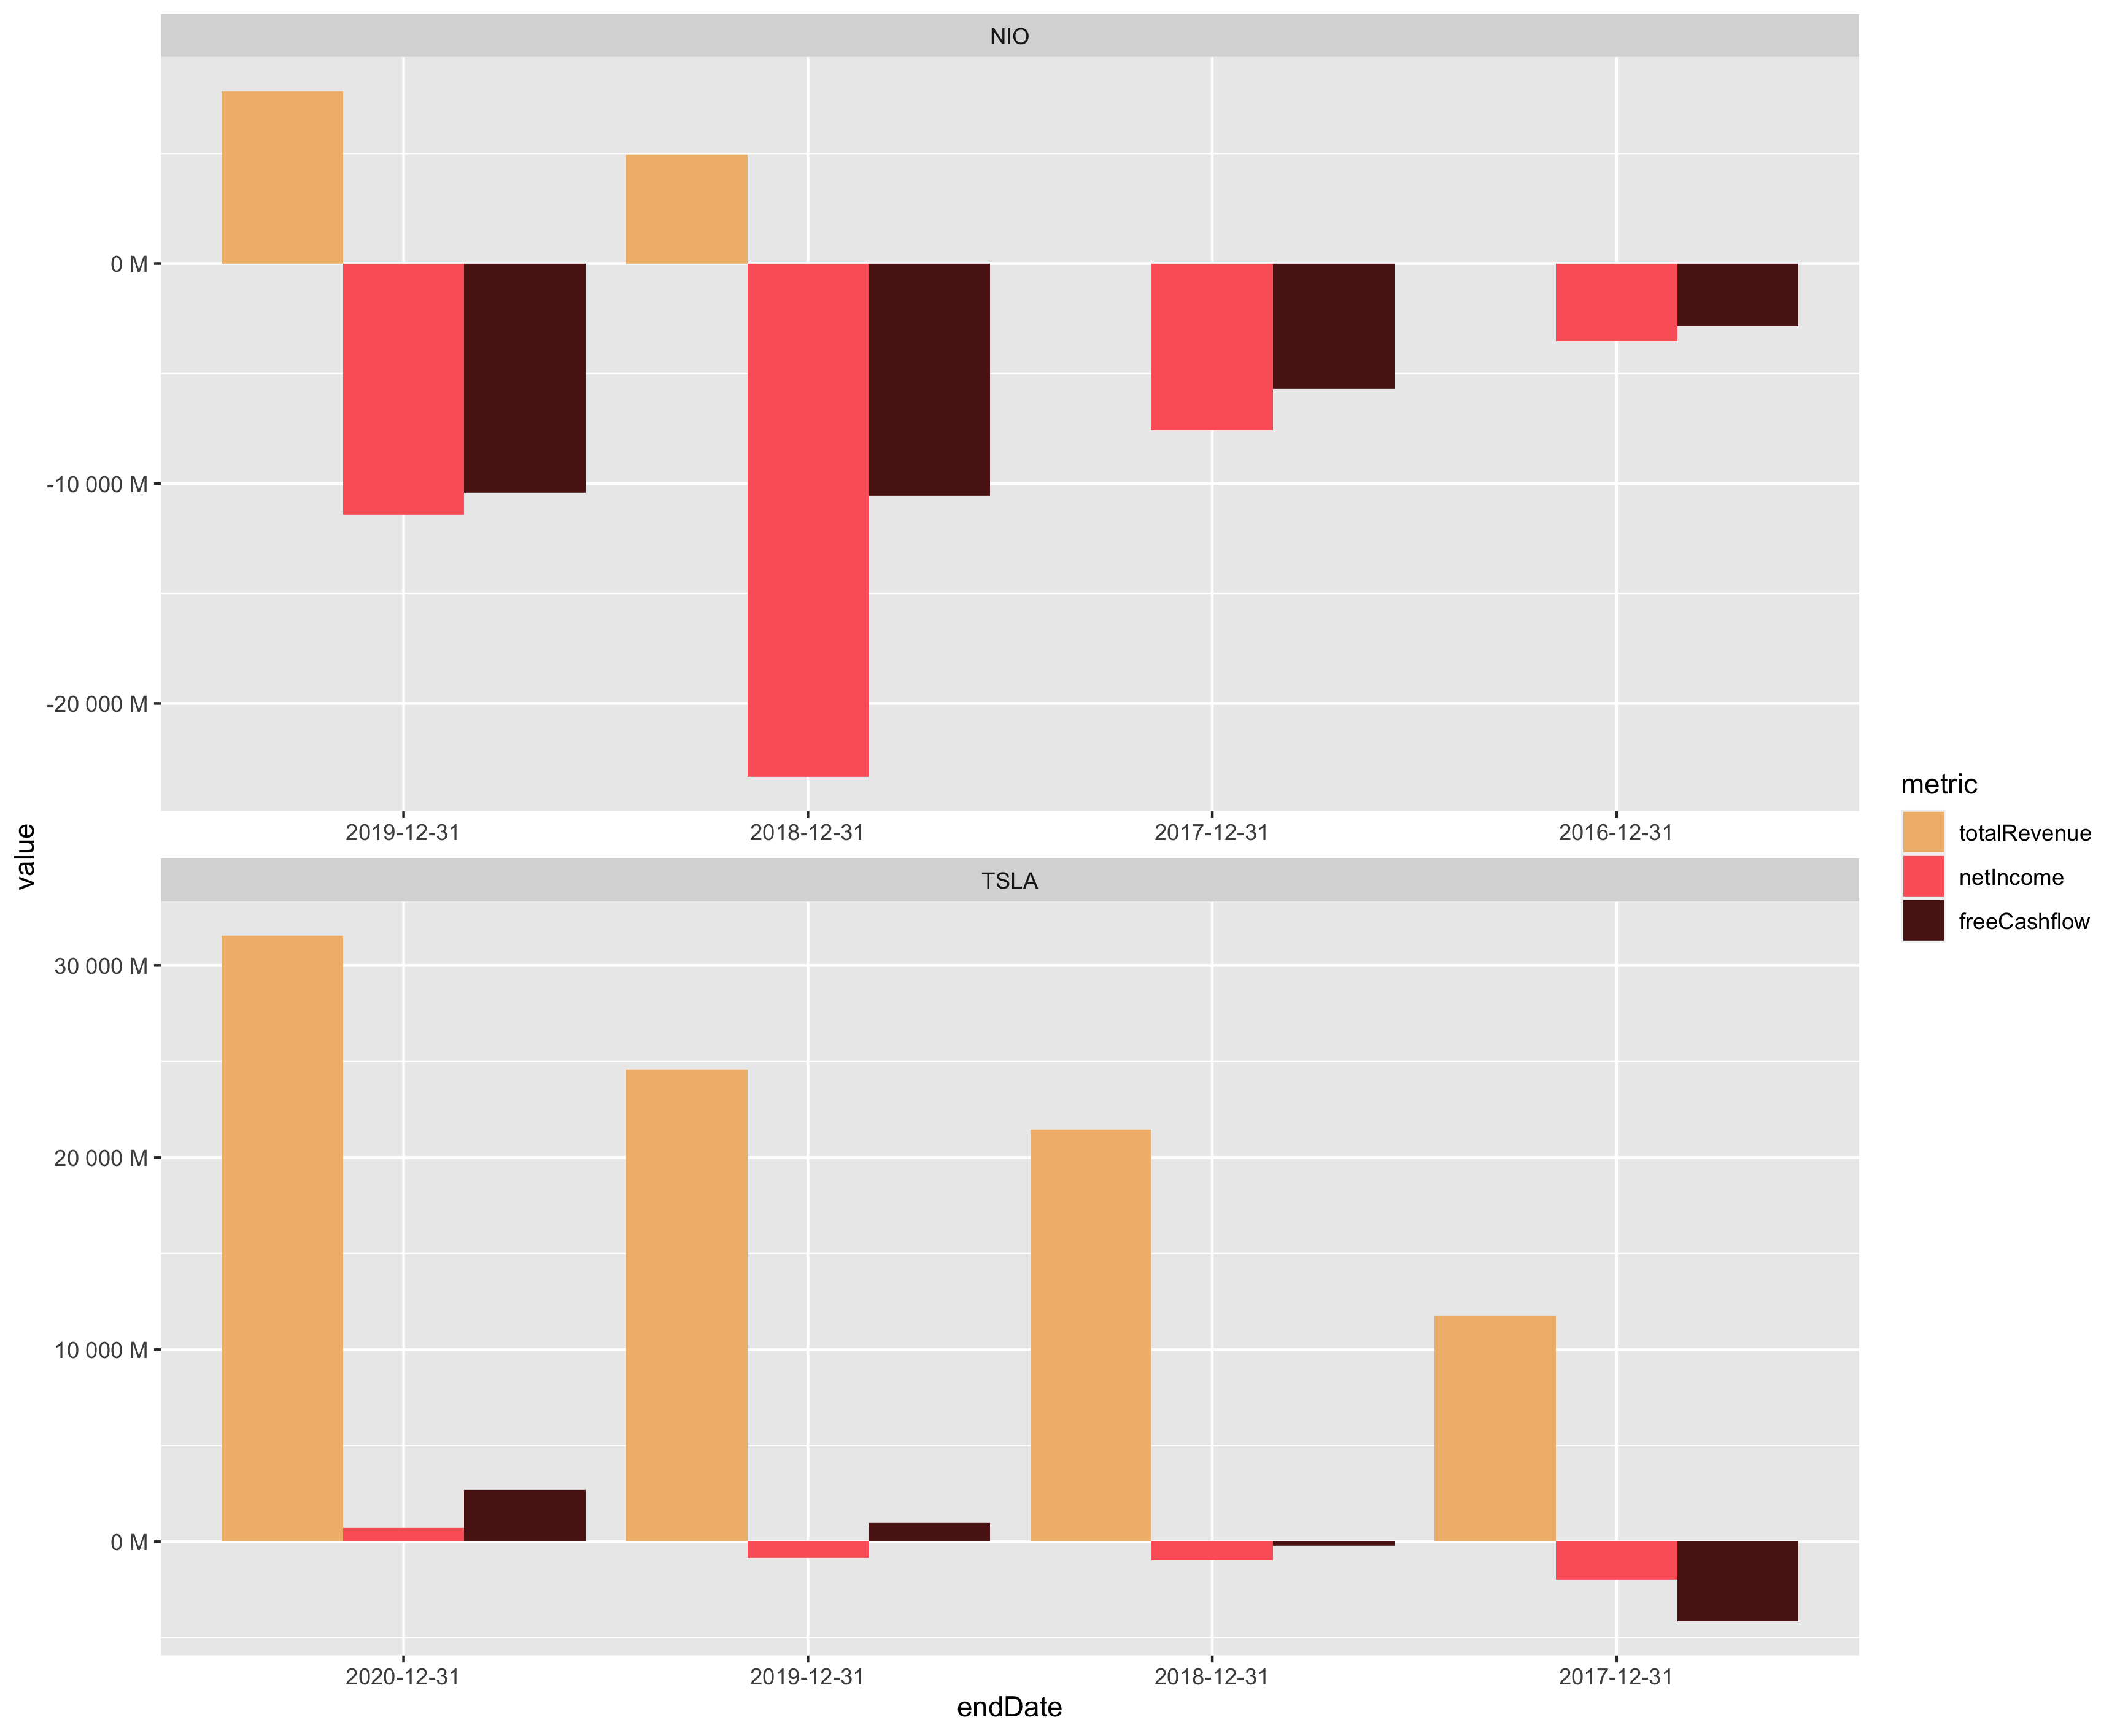 NIO
0 M
-10 000 M
-20 000 M
2019-12-31 2018-12-31 2017-12-31 2016-12-31
value
TSLA
30 000 M
20 000 M
10 000 M
0 M
2020-12-31 2019-12-31 2018-12-31 2017-12-31
endDate
metric
totalRevenue
netIncome
freeCashflow